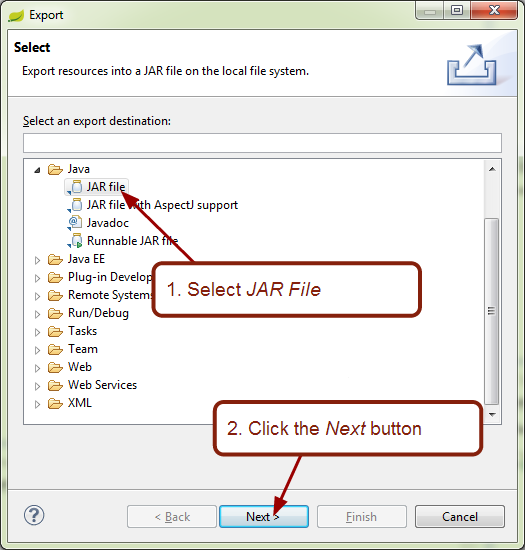 Export
Select
Export resources into a JAR file on the local file system.
Select an export destination:
Java
JAR file
JAR file with AspectJ support
Javadoc
Runnable JAR file
Java EE
Plug-in Develop
1. Select JAR File
Remote Systems
Run/Debug
Tasks
Team
Web
Web Services
XML
2. Click the Next button
? < Back Next > Finish Cancel